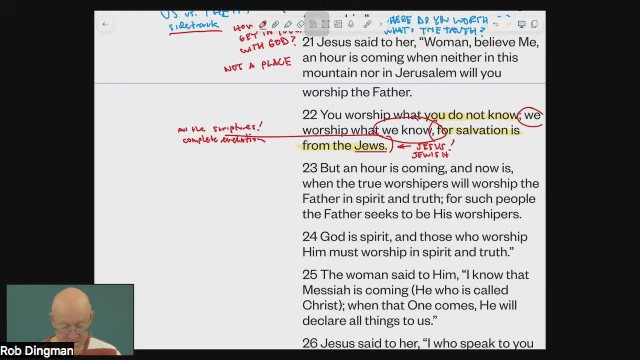 sidetrack
HOW
GET IN
WITH GOD?
NOT A PLACE
WHAT'S THE TRUTH?
21 Jesus said to her, "Woman, believe Me,
an hour is coming when neither in this
mountain nor in Jerusalem will you
worship the Father.
22 You worship what you do not know; we
worship what we know, for salvation is
from the Jews.
all the scriptures!
complete revelation
JESUS
JEWISH!
23 But an hour is coming, and now is,
when the true worshipers will worship the
Father in spirit and truth; for such people
the Father seeks to be His worshipers.
24 God is spirit, and those who worship
Him must worship in spirit and truth."
25 The woman said to Him, "I know that
Messiah is coming (He who is called
Christ); when that One comes, He will
declare all things to us."
26 Jesus said to her, "I who speak to you
Rob Dingman